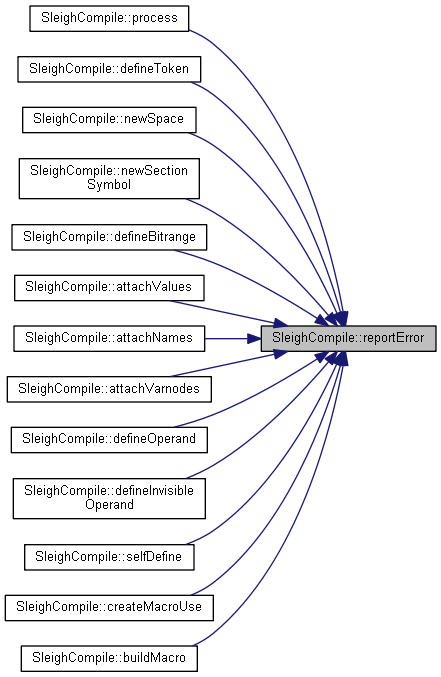 SleighCompile::process
SleighCompile::defineToken
SleighCompile::newSpace
SleighCompile::newSection
Symbol
SleighCompile::defineBitrange
SleighCompile::attachValues
SleighCompile::attachNames
SleighCompile::reportError
SleighCompile::attachVarnodes
SleighCompile::defineOperand
SleighCompile::defineInvisible
Operand
SleighCompile::selfDefine
SleighCompile::createMacroUse
SleighCompile::buildMacro